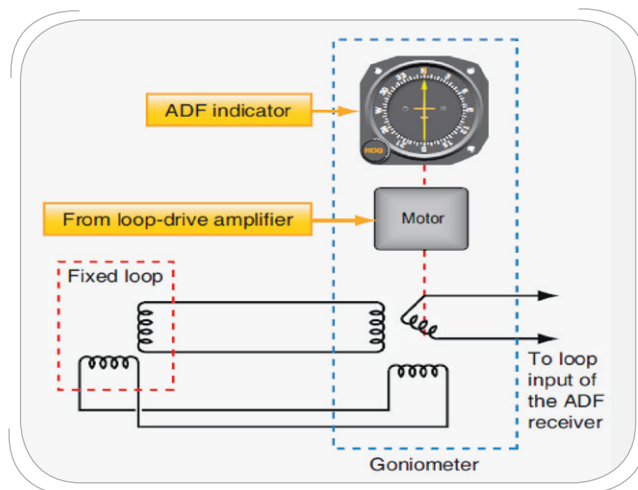 ADF indicator
HDG
From loop-drive amplifier
Motor
Fixed loop
To loop
input of
the ADF
receiver
Goniometer